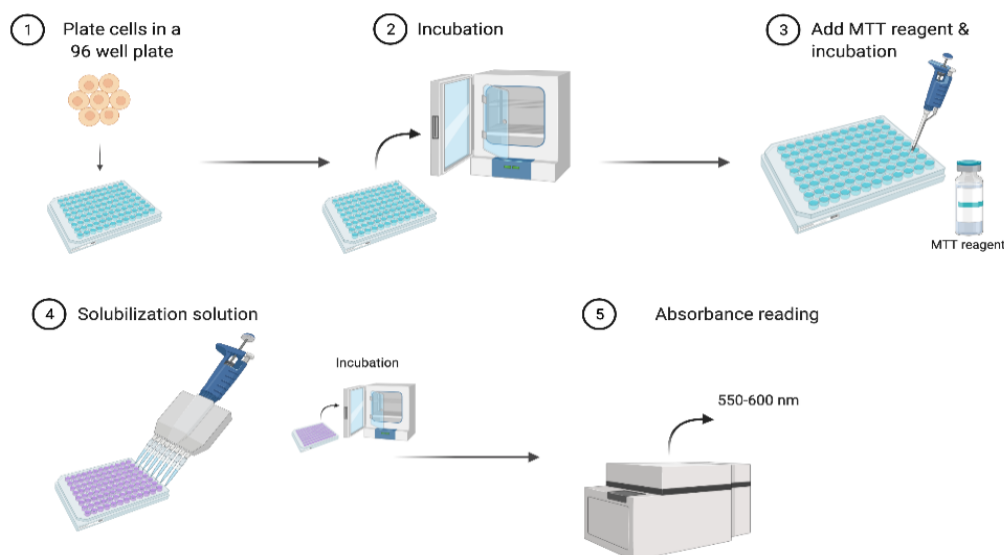 1 Plate cells in a
96 well plate
2 Incubation
3 Add MTT reagent &
incubation
MTT reagent
4 Solubilization solution
Incubation
5 Absorbance reading
550-600 nm